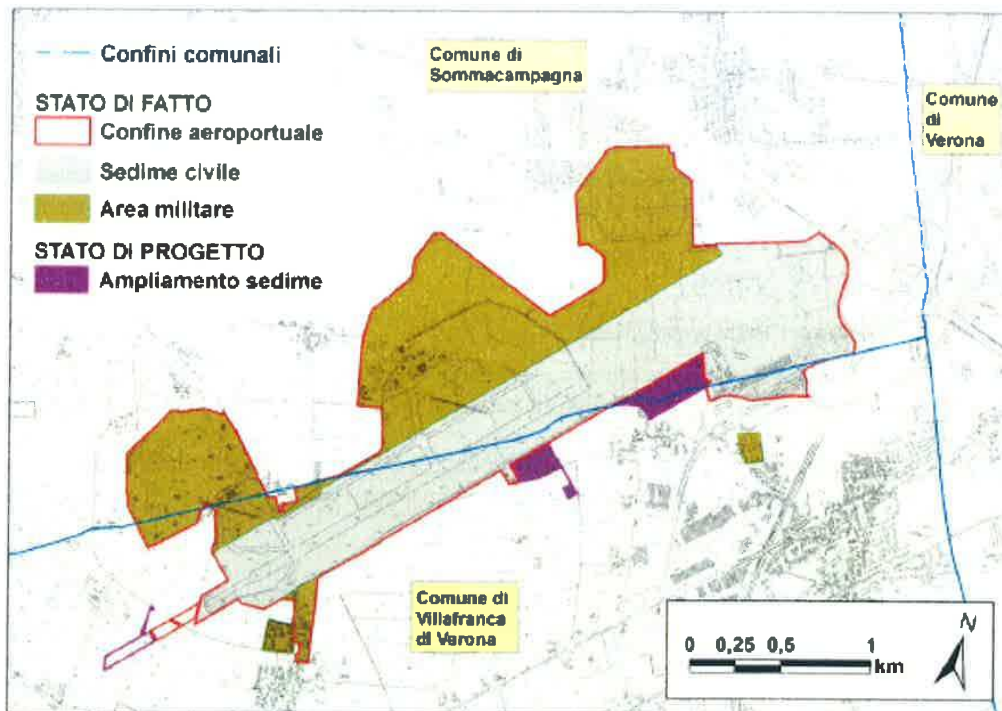 Confini comunali
STATO DI FATTO
Confine aeroportuale
Sedime civile
Area militare
STATO DI PROGETTO
Ampliamento sedime
Comune di
Sommacampagna
Comune
di
Verona
Comune di
Villafranca
di Verona
N
0 0,25 0,5 1
km